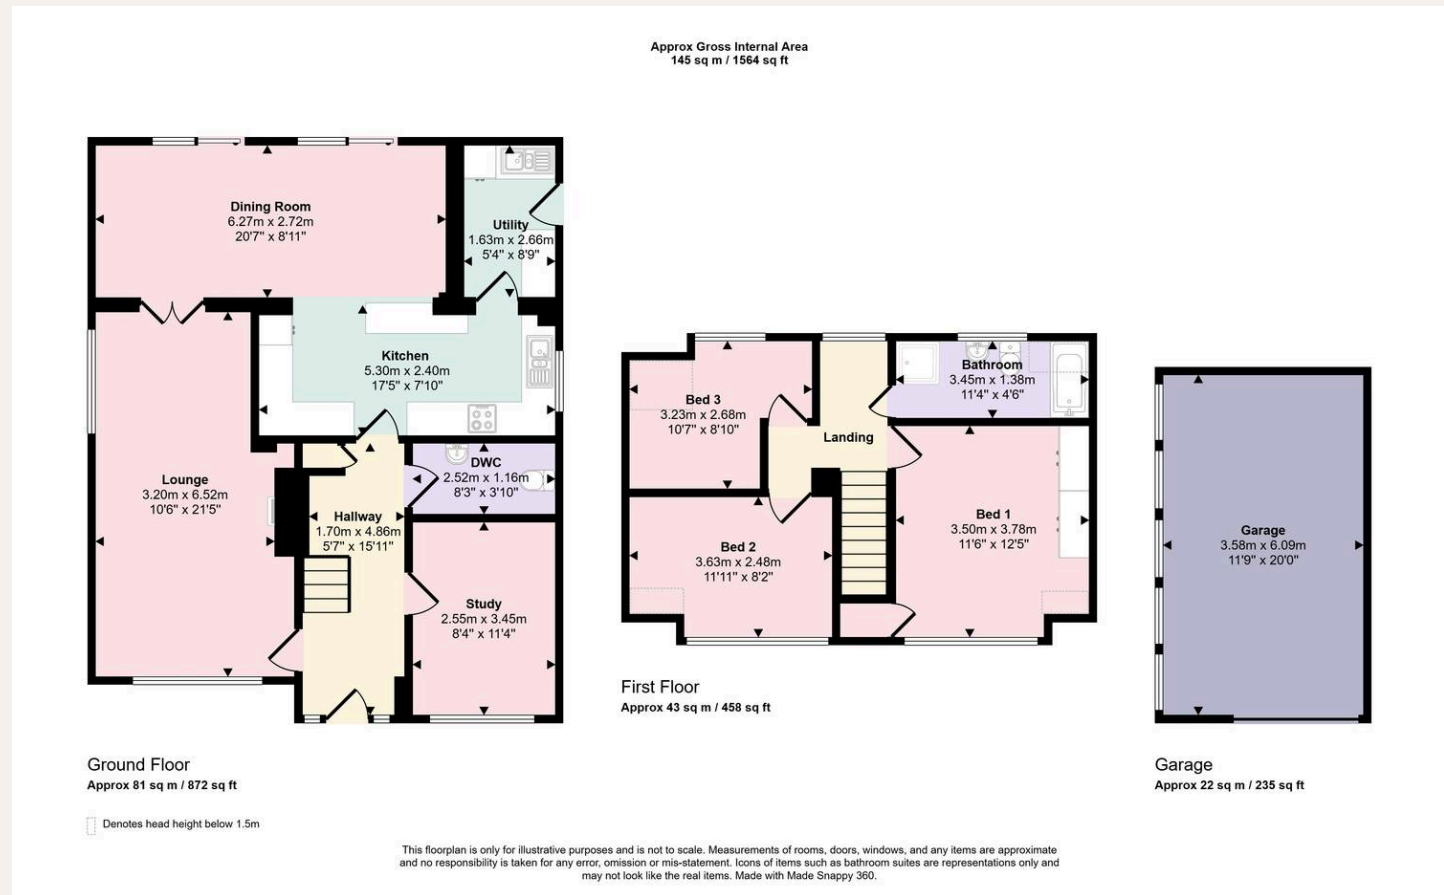 Approx Gross Internal Area
145 sq m / 1564 sq ft
Dining Room
6.27m x 2.72m
20'7" x 8'11"
Utility
1.63m x 2.66m
5'4" x 8'9"
Kitchen
5.30m x 2.40m
17'5" x 7'10"
Lounge
3.20m x 6.52m
10'6" x 21'5"
DWC
2.52m x 1.16m
8'3" x 3'10"
Hallway
1.70m x 4.86m
5'7" x 15'11"
Study
2.55m x 3.45m
8'4" x 11'4"
Ground Floor
Approx 81 sq m / 872 sq ft
Denotes head height below 1.5m
Bed 3
3.23m x 2.68m
10'7" x 8'10"
Bathroom
3.45m x 1.38m
11'4" x 4'6"
Landing
Bed 2
3.63m x 2.48m
11'11" x 8'2"
Bed 1
3.50m x 3.78m
11'6" x 12'5"
First Floor
Approx 43 sq m / 458 sq ft
Garage
3.58m x 6.09m
11'9" x 20'0"
Garage
Approx 22 sq m / 235 sq ft
This floorplan is only for illustrative purposes and is not to scale. Measurements of rooms, doors, windows, and any items are approximate
and no responsibility is taken for any error, omission or mis-statement. Icons of items such as bathroom suites are representations only and
may not look like the real items. Made with Made Snappy 360.